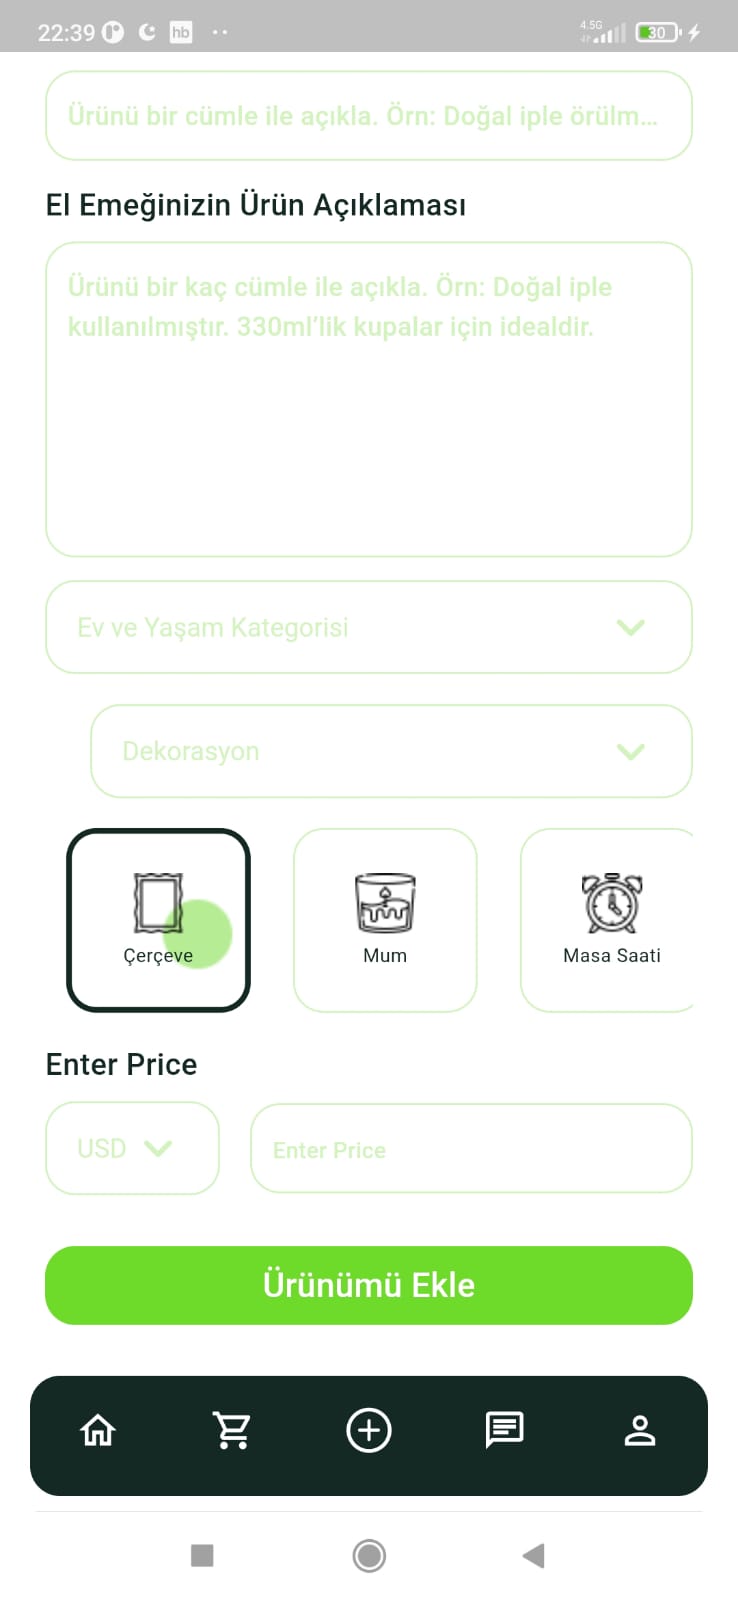 22:39
hb
4.5G
30
Ürünü bir cümle ile açıkla. Örn: Doğal iple örülm...
El Emeğinizin Ürün Açıklaması
Ürünü bir kaç cümle ile açıkla. Örn: Doğal iple
kullanılmıştır. 330ml’lik kupalar için idealdir.
Ev ve Yaşam Kategorisi
Dekorasyon
Çerçeve
Mum
Masa Saati
Enter Price
USD
Enter Price
Ürünümü Ekle